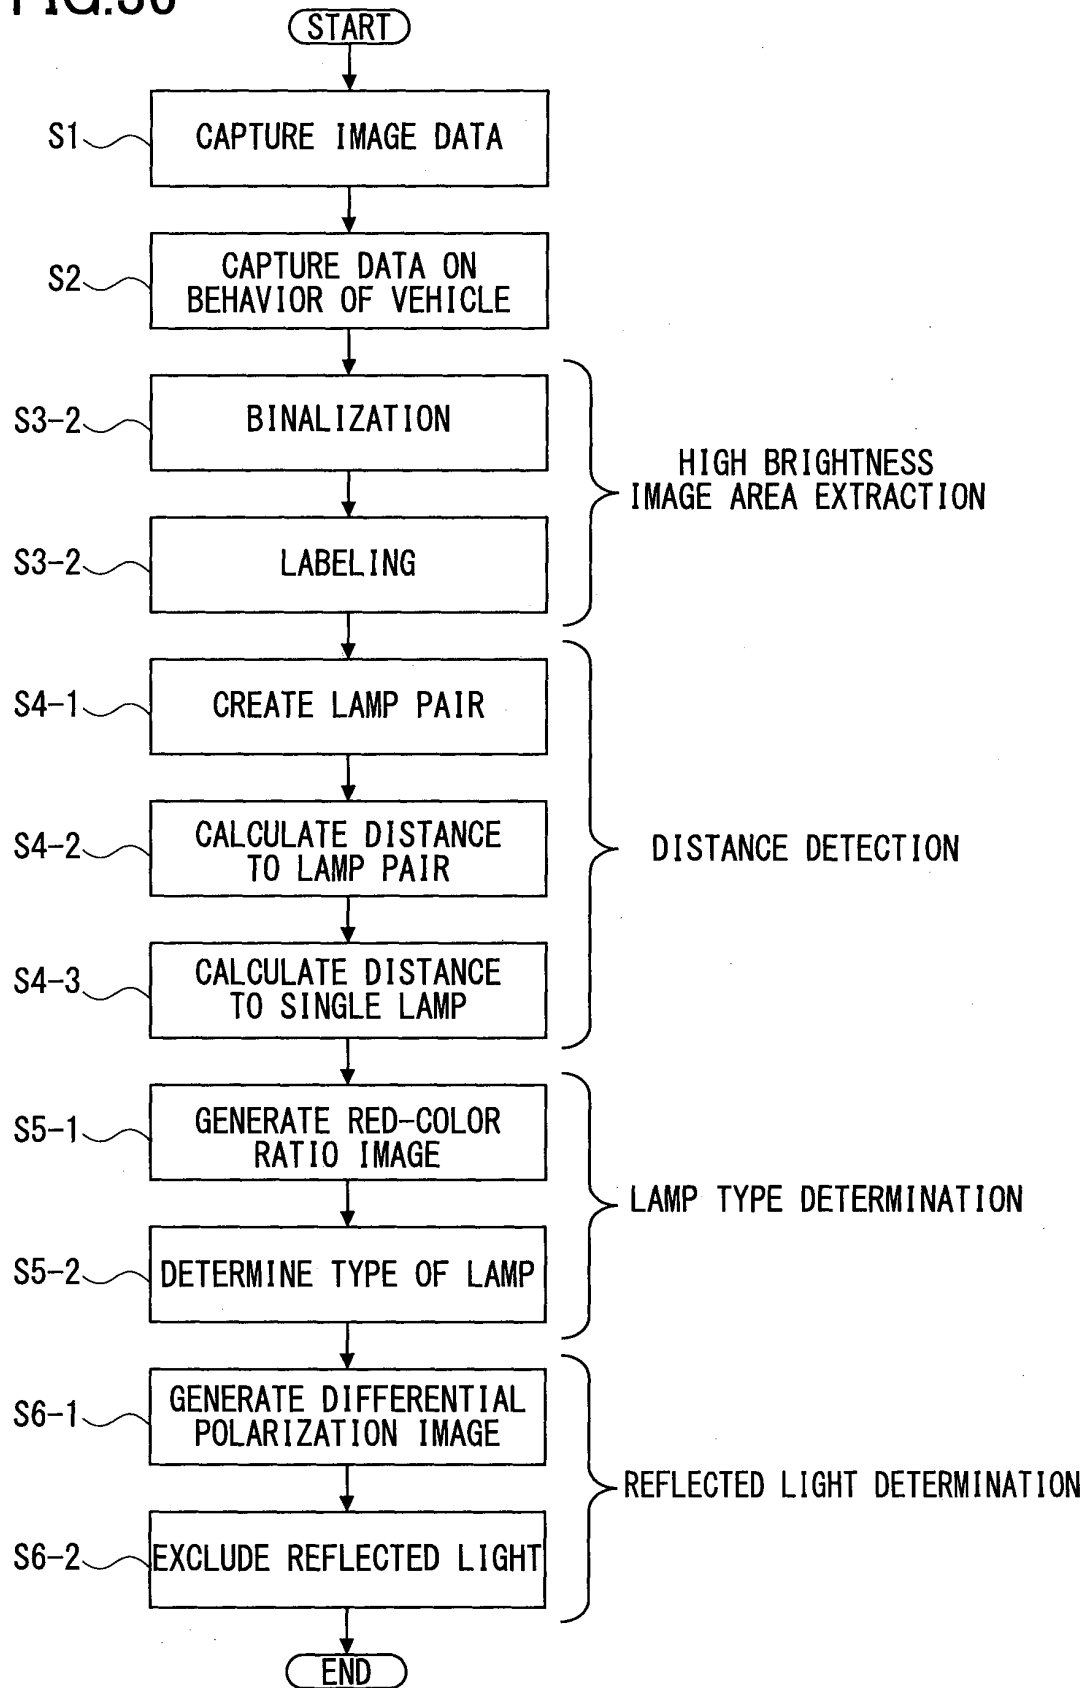 START
S1
CAPTURE IMAGE DATA
S2
CAPTURE DATA ON
BEHAVIOR OF VEHICLE
S3-2
BINALIZATION
HIGH BRIGHTNESS
IMAGE AREA EXTRACTION
S3-2
LABELING
S4-1
CREATE LAMP PAIR
S4-2
CALCULATE DISTANCE
TO LAMP PAIR
DISTANCE DETECTION
S4-3
CALCULATE DISTANCE
TO SINGLE LAMP
S5-1
GENERATE RED-COLOR
RATIO IMAGE
LAMP TYPE DETERMINATION
S5-2
DETERMINE TYPE OF LAMP
S6-1
GENERATE DIFFERENTIAL
POLARIZATION IMAGE
REFLECTED LIGHT DETERMINATION
S6-2
EXCLUDE REFLECTED LIGHT
END